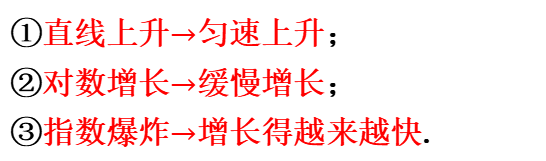 ①直线上升→匀速上升；
②对数增长→缓慢增长；
③指数爆炸→增长得越来越快.